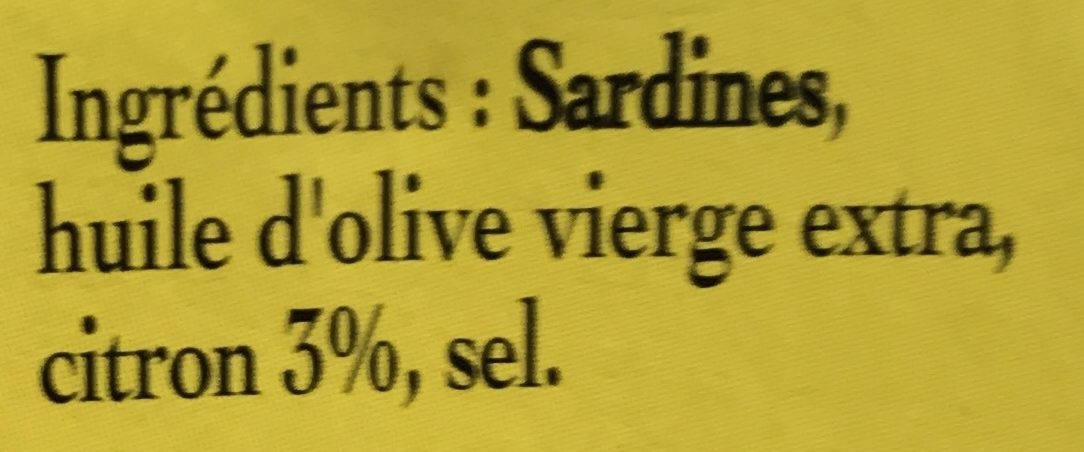 Ingrédients : Sardines,
huile d'olive vierge extra,
citron 3%, sel.